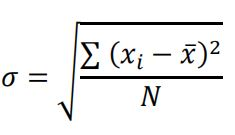 σ = √(∑ (xᵢ − x̄)² / N)